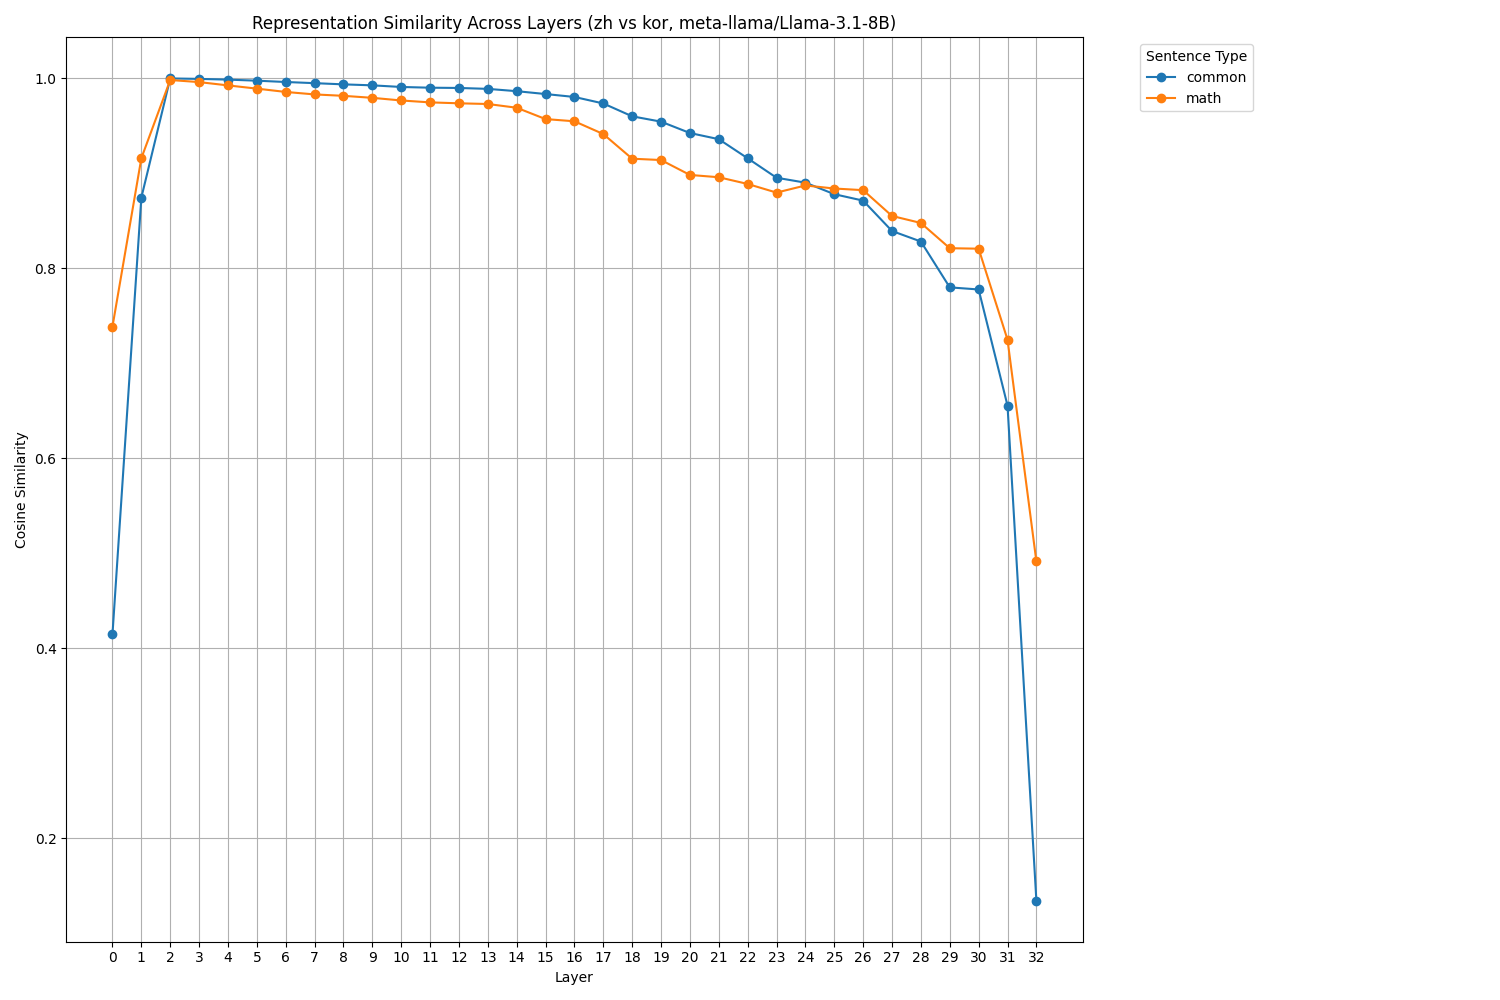 Representation Similarity Across Layers (zh vs kor, meta-llama/Llama-3.1-8B)
Sentence Type
common
math
Cosine Similarity
1.0
0.8
0.6
0.4
0.2
0 1 2 3 4 5 6 7 8 9 10 11 12 13 14 15 16 17 18 19 20 21 22 23 24 25 26 27 28 29 30 31 32
Layer